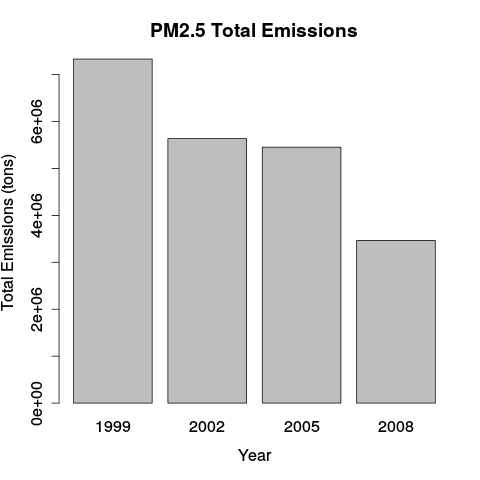 PM2.5 Total Emissions
Total Emissions (tons)
6e+06
4e+06
2e+06
0e+00
1999 2002 2005 2008
Year